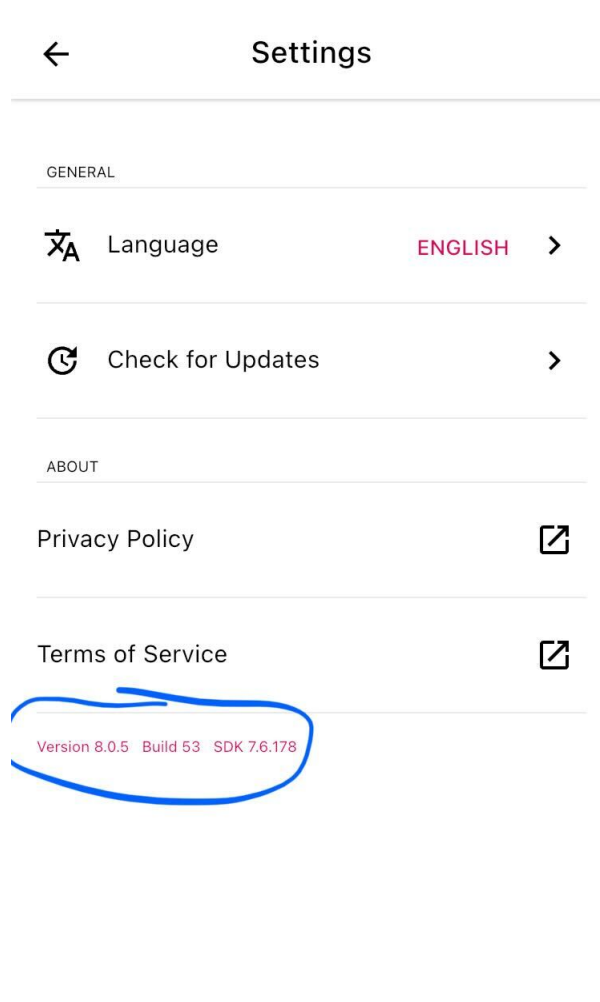 Settings
GENERAL
Language ENGLISH
Check for Updates
ABOUT
Privacy Policy
Terms of Service
Version 8.0.5 Build 53 SDK 7.6.178